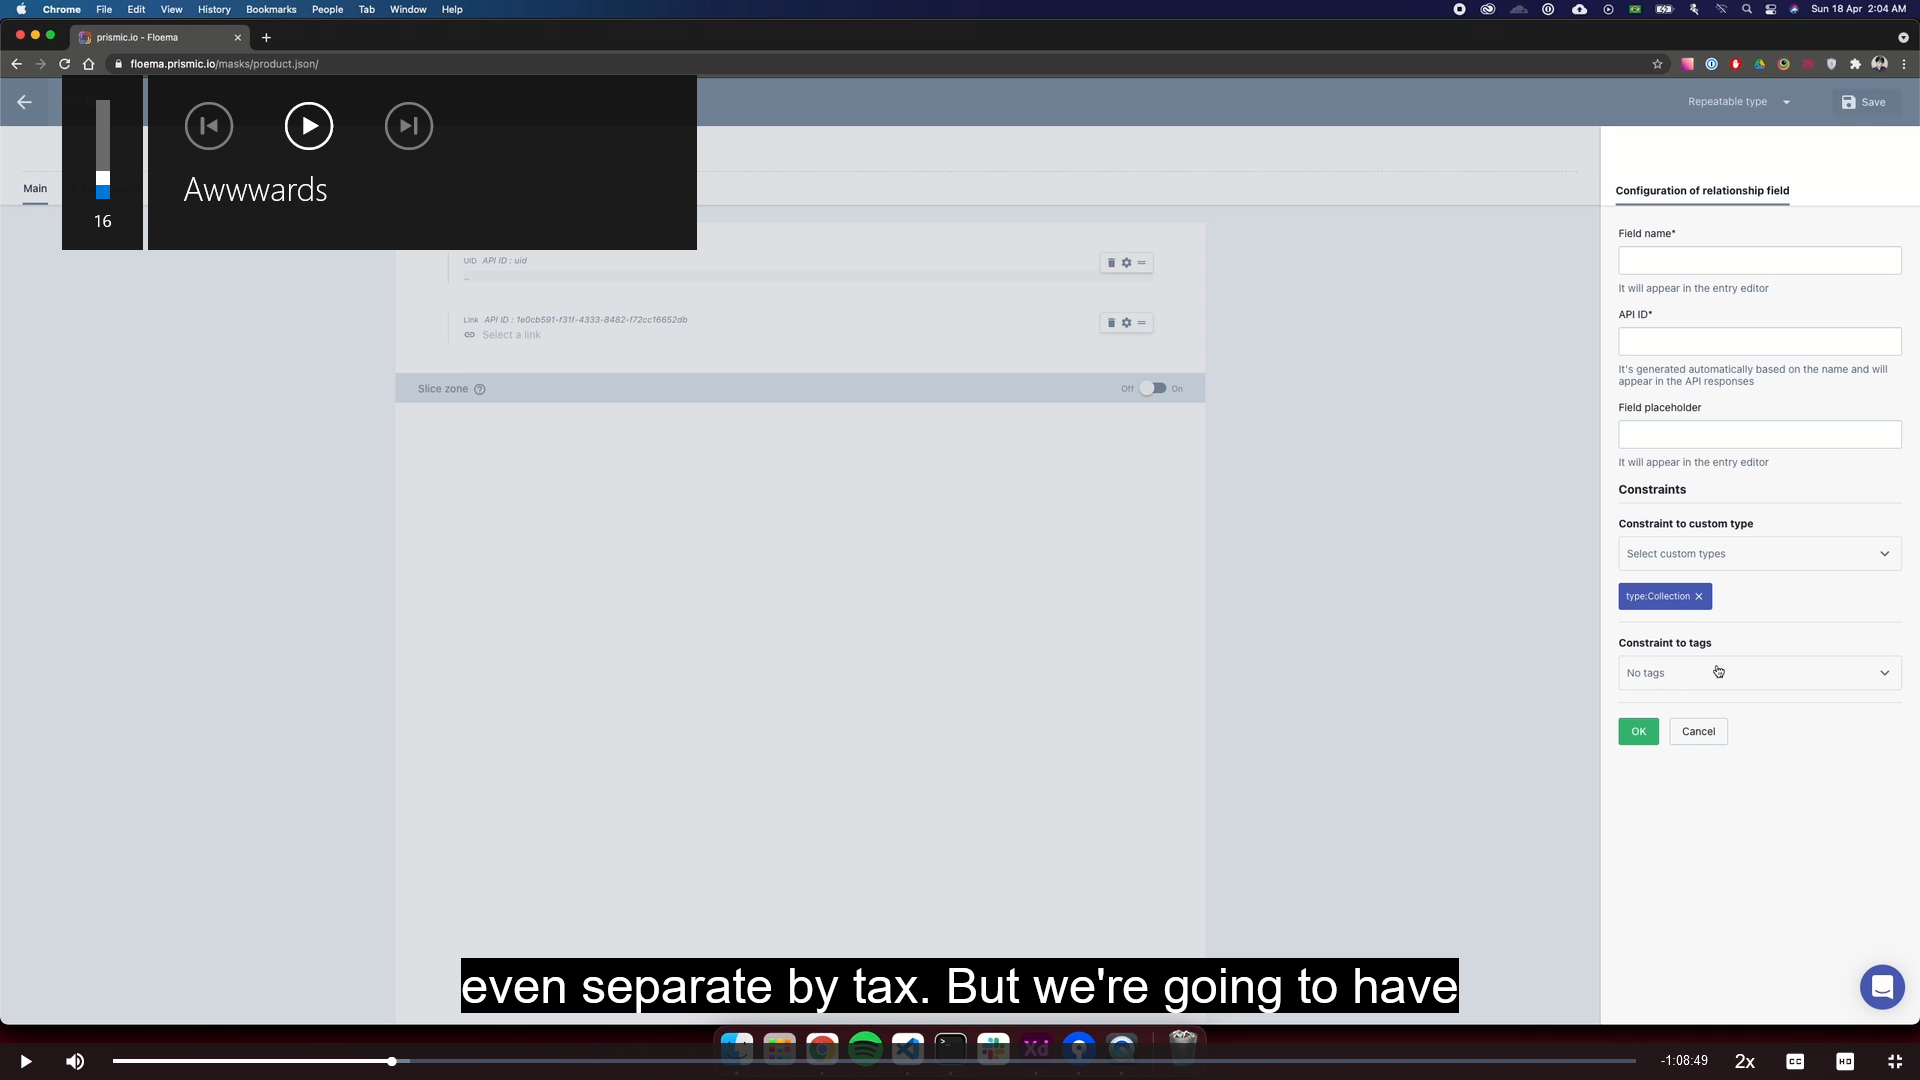 Chrome File Edit View History Bookmarks People Tab Window Help
Sun 18 Apr 2:04 AM
prismic.io - Floema
floema.prismic.io/masks/product.json/
Repeatable type
Save
Awwwards
16
Main
Configuration of relationship field
UID API ID : uid
Link API ID : 1e0cb591-f31f-4333-8482-f72cc16652db
Select a link
Slice zone
Off On
Field name*
It will appear in the entry editor
API ID*
It's generated automatically based on the name and will
appear in the API responses
Field placeholder
It will appear in the entry editor
Constraints
Constraint to custom type
Select custom types
type:Collection
Constraint to tags
No tags
OK Cancel
even separate by tax. But we're going to have
Xd
-1:08:49 2x CC HD